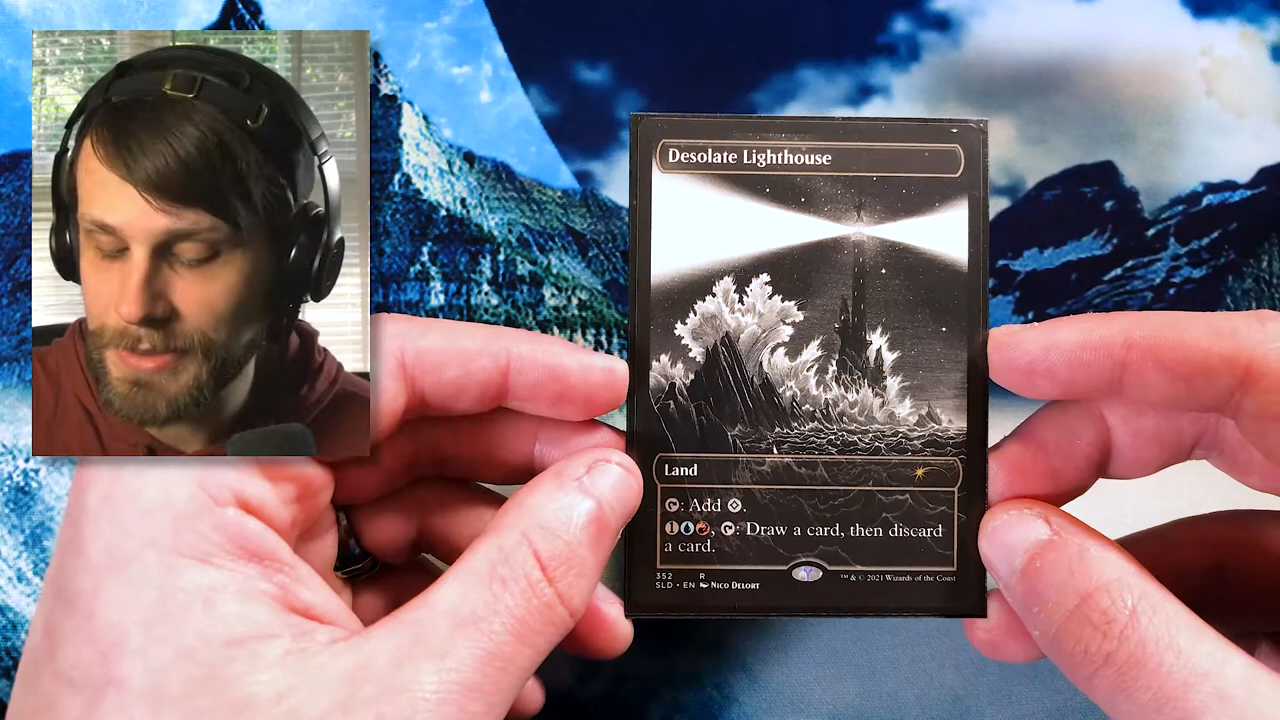 Desolate Lighthouse
Land
: Add .
1, : Draw a card, then discard
a card.
352 R
SLD • EN Nico Delort ™ & © 2021 Wizards of the Coast